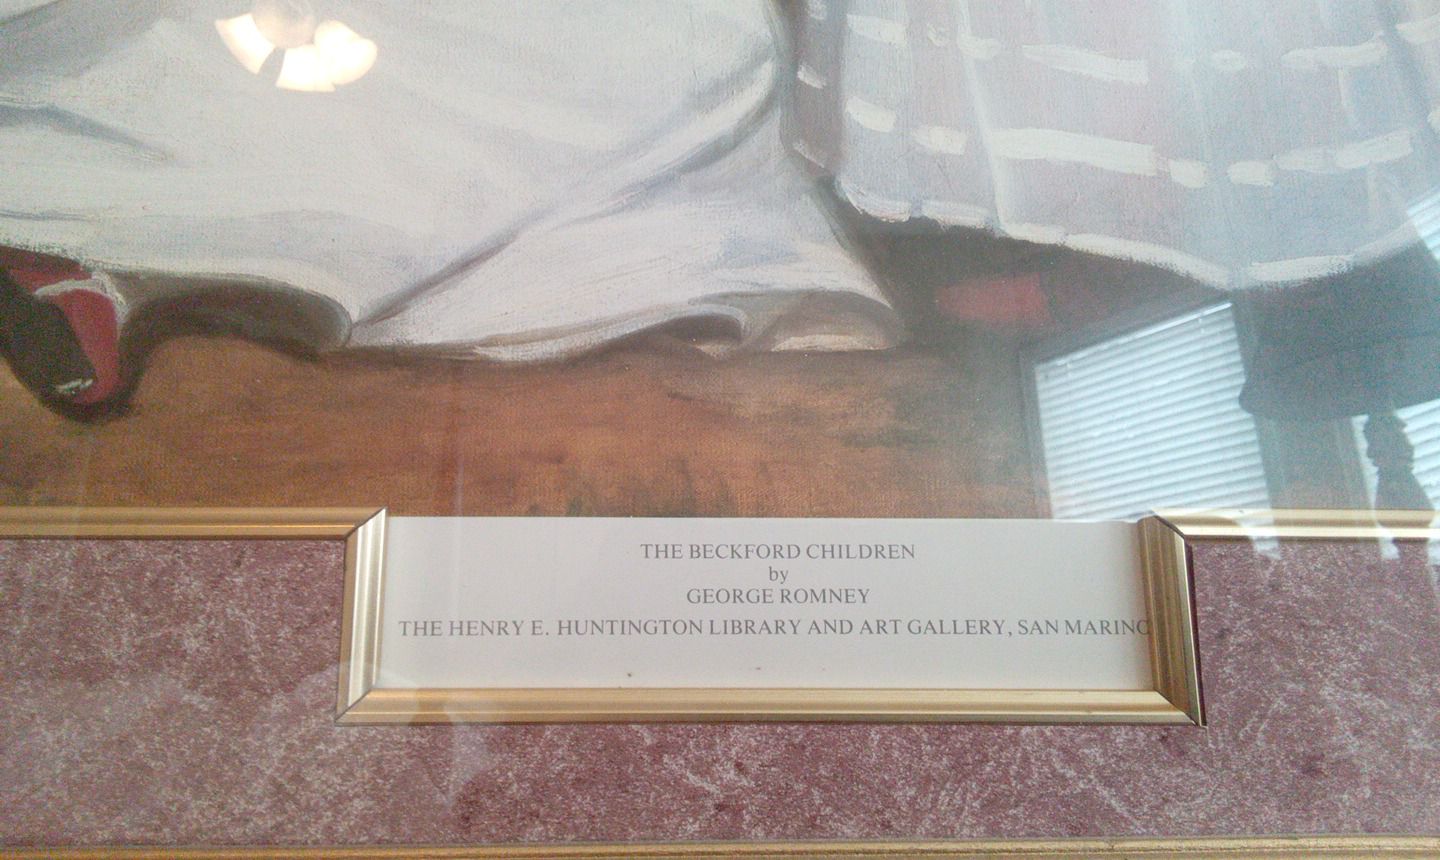 THE BECKFORD CHILDREN
by
GEORGE ROMNEY
THE HENRY E. HUNTINGTON LIBRARY AND ART GALLERY, SAN MARINO